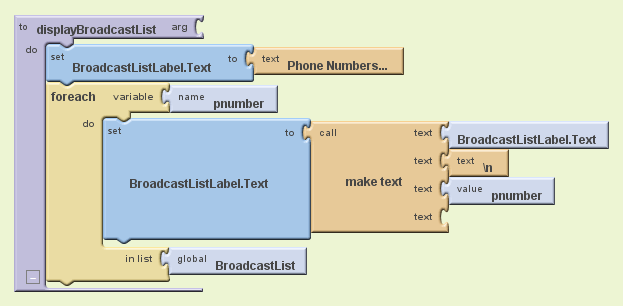 to displayBroadcastList arg
do set BroadcastListLabel.Text to text Phone Numbers...
foreach variable name pnumber
do set BroadcastListLabel.Text to call make text text BroadcastListLabel.Text
text text \n
text value pnumber
text
in list global BroadcastList